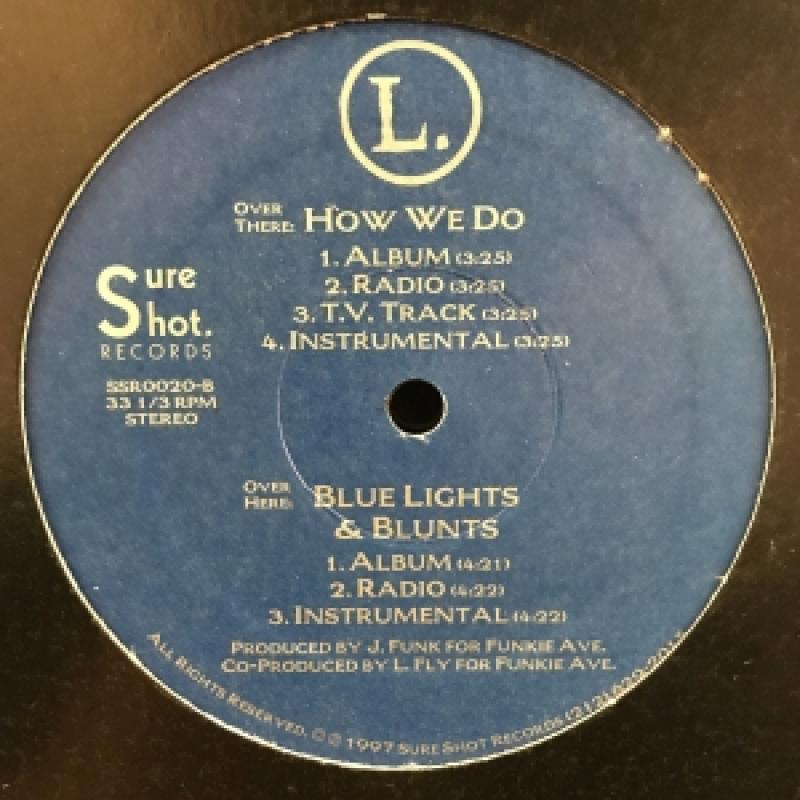 L.
OVER THERE: HOW WE DO
1. ALBUM (3:25)
2. RADIO (3:25)
3. T.V. TRACK (3:25)
4. INSTRUMENTAL (3:25)
Sure
Shot.
RECORDS
SSR0020-B
33 1/3 RPM
STEREO
OVER HERE: BLUE LIGHTS
& BLUNTS
1. ALBUM (4:21)
2. RADIO (4:22)
3. INSTRUMENTAL (4:22)
PRODUCED BY J. FUNK FOR FUNKIE AVE.
CO-PRODUCED BY L. FLY FOR FUNKIE AVE.
ALL RIGHTS RESERVED. ℗ © 1997 SURE SHOT RECORDS (212)